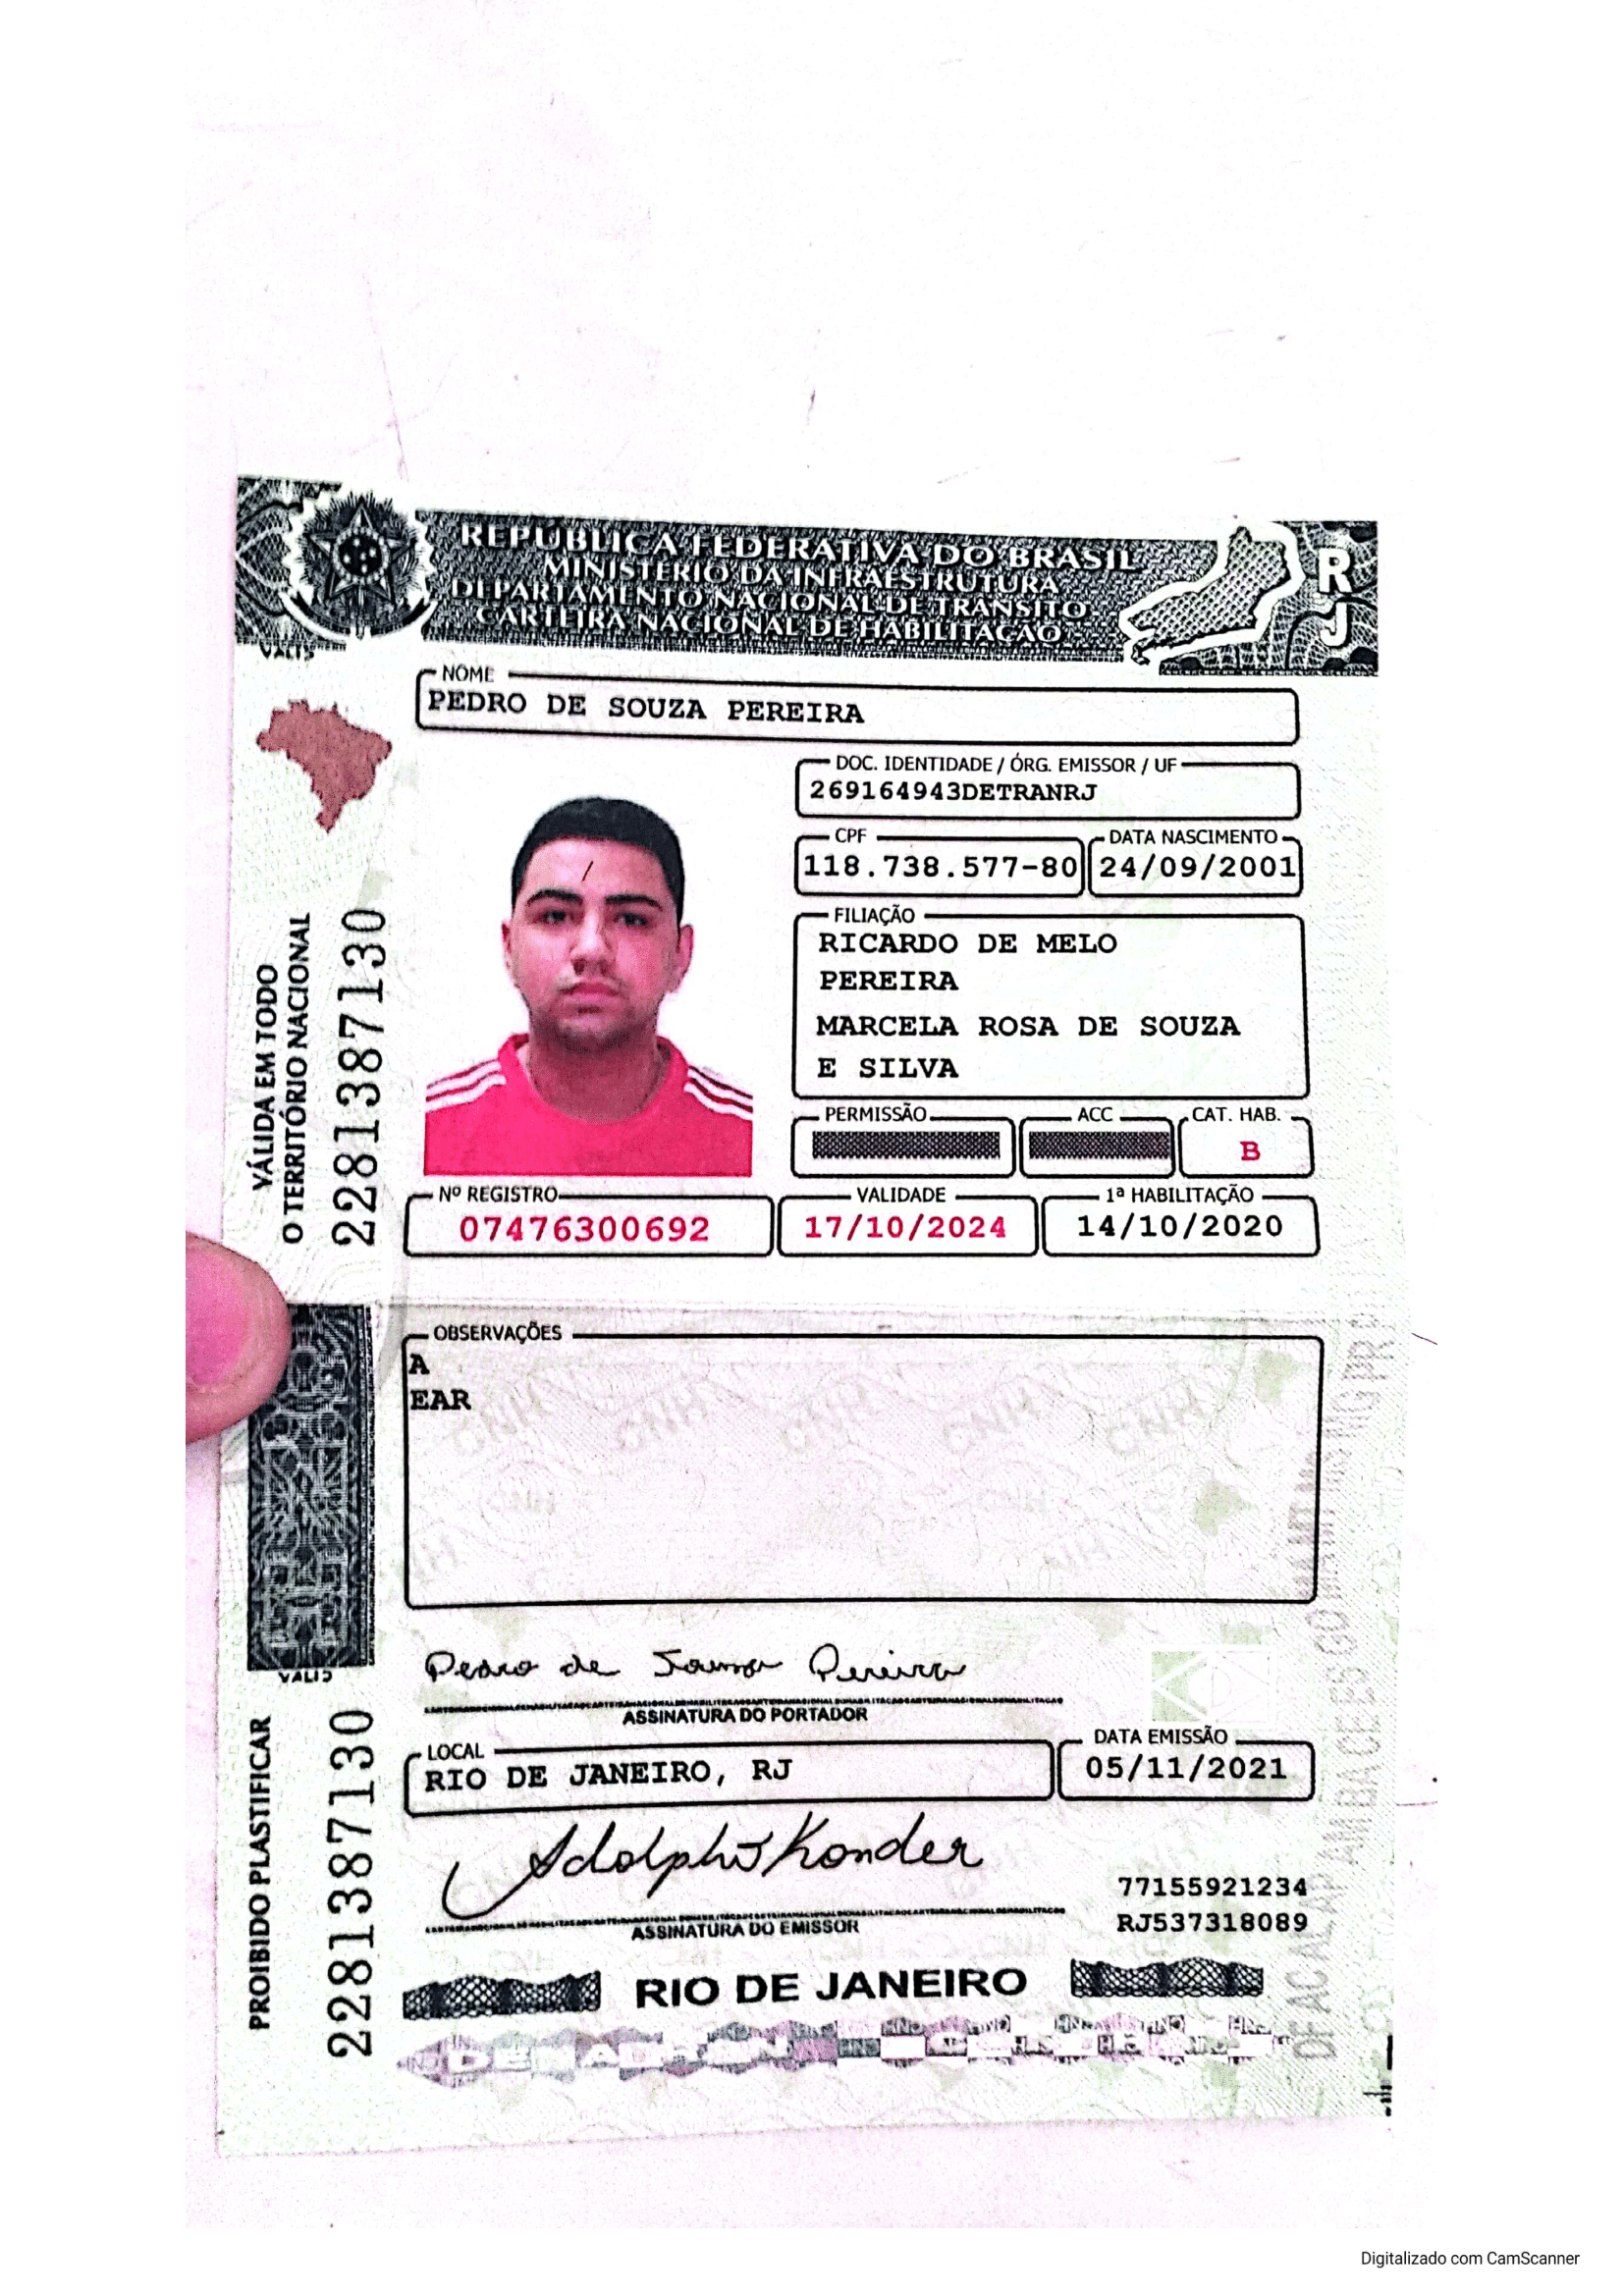 REPÚBLICA FEDERATIVA DO BRASIL
MINISTÉRIO DA INFRAESTRUTURA
DEPARTAMENTO NACIONAL DE TRÂNSITO
CARTEIRA NACIONAL DE HABILITAÇÃO
RJ
NOME
PEDRO DE SOUZA PEREIRA
DOC. IDENTIDADE / ÓRG. EMISSOR / UF
269164943DETRANRJ
CPF
DATA NASCIMENTO
118.738.577-80
24/09/2001
FILIAÇÃO
RICARDO DE MELO
PEREIRA
MARCELA ROSA DE SOUZA
E SILVA
PERMISSÃO
ACC
CAT. HAB.
B
Nº REGISTRO
VALIDADE
1ª HABILITAÇÃO
07476300692
17/10/2024
14/10/2020
VÁLIDA EM TODO
O TERRITÓRIO NACIONAL
2281387130
OBSERVAÇÕES
A
EAR
Pedro de Souza Pereira
ASSINATURA DO PORTADOR
LOCAL
DATA EMISSÃO
RIO DE JANEIRO, RJ
05/11/2021
Adolpho Konder
ASSINATURA DO EMISSOR
77155921234
RJ537318089
PROIBIDO PLASTIFICAR
2281387130
RIO DE JANEIRO
Digitalizado com CamScanner